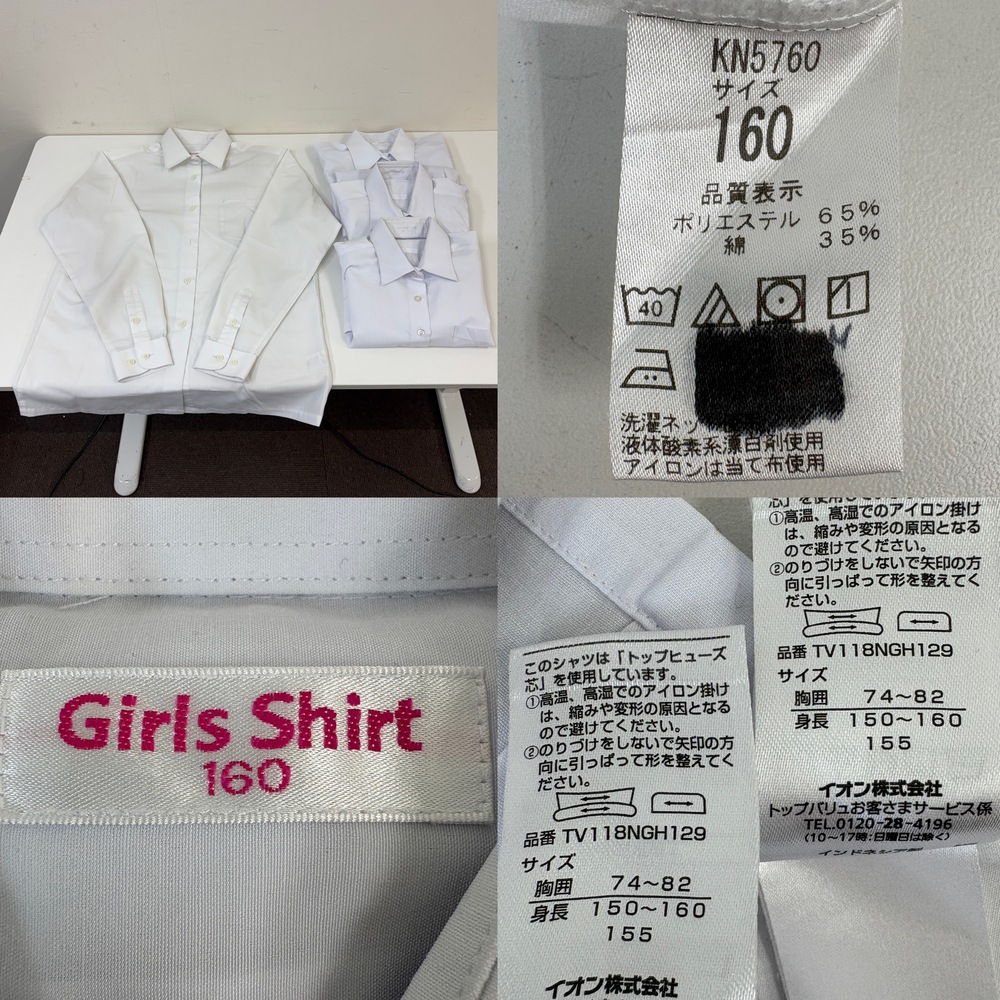 KN5760
サイズ
160
品質表示
ポリエステル 65%
綿 35%
40
洗濯ネッ
液体酸素系漂白剤使用
アイロンは当て布使用
Girls Shirt
160
このシャツは「トップヒューズ
芯」を使用しています。
①高温、高湿でのアイロン掛け
は、縮みや変形の原因となる
ので避けてください。
②のりづけをしないで矢印の方
向に引っぱって形を整えてく
ださい。
品番 TV118NGH129
サイズ
胸囲 74～82
身長 150～160
155
イオン株式会社
芯」を使用し
①高温、高湿でのアイロン掛け
は、縮みや変形の原因となる
ので避けてください。
②のりづけをしないで矢印の方
向に引っぱって形を整えてく
ださい。
品番 TV118NGH129
サイズ
胸囲 74～82
身長 150～160
155
イオン株式会社
トップバリュお客さまサービス係
TEL.0120-28-4196
(10～17時:日曜日は除く)
インドネシア製